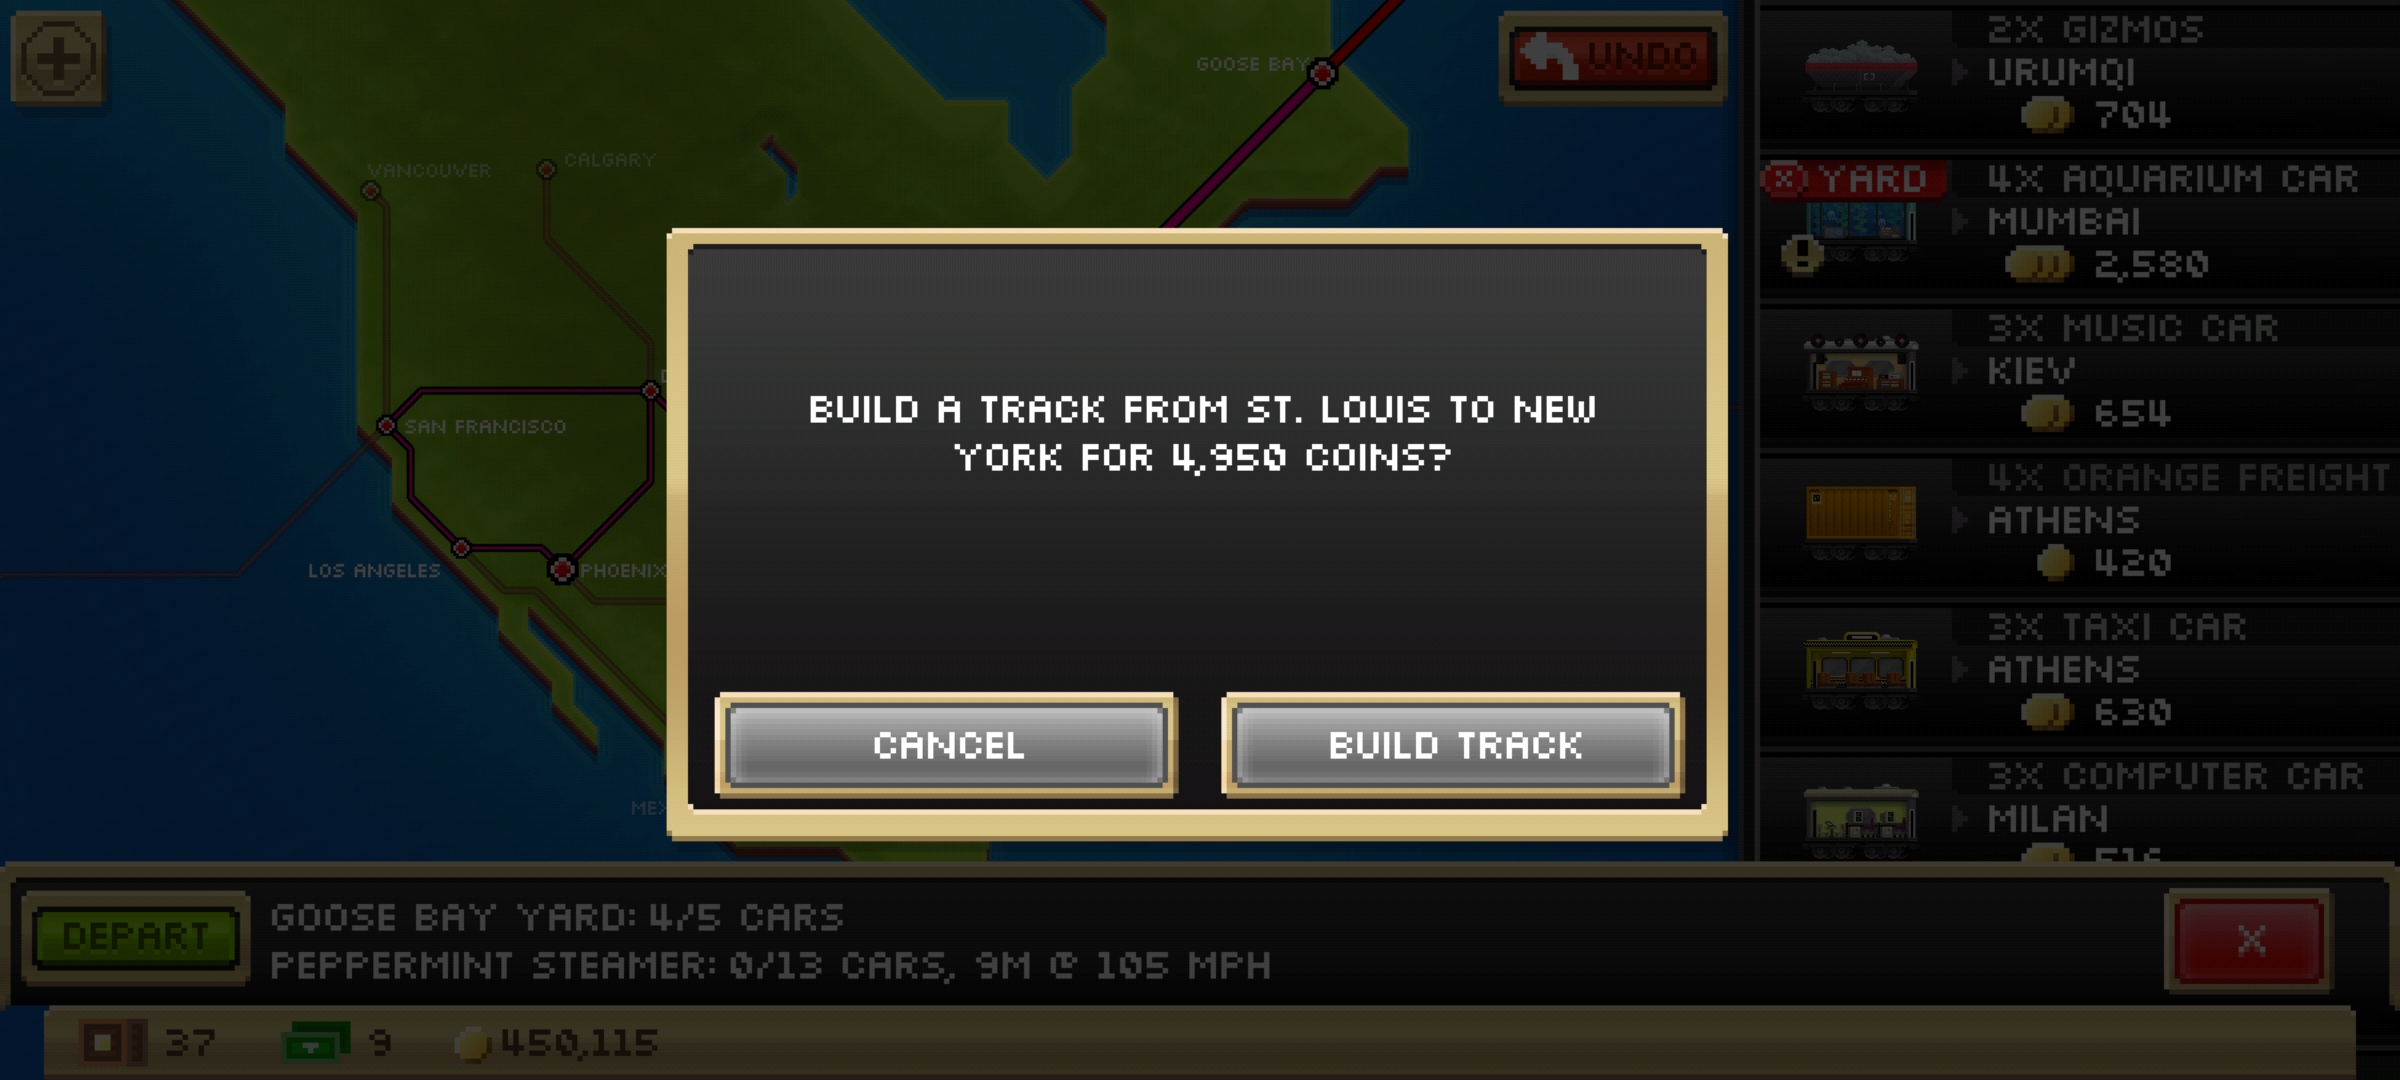 GOOSE BAY
UNDO
VANCOUVER
CALGARY
SAN FRANCISCO
LOS ANGELES
PHOENIX
BUILD A TRACK FROM ST. LOUIS TO NEW
YORK FOR 4,950 COINS?
CANCEL
BUILD TRACK
2X GIZMOS
URUMQI
704
YARD
4X AQUARIUM CAR
MUMBAI
2,580
3X MUSIC CAR
KIEV
654
4X ORANGE FREIGHT
ATHENS
420
3X TAXI CAR
ATHENS
630
3X COMPUTER CAR
MILAN
DEPART
GOOSE BAY YARD: 4/5 CARS
PEPPERMINT STEAMER: 0/13 CARS, 9M @ 105 MPH
X
37
9
450,115